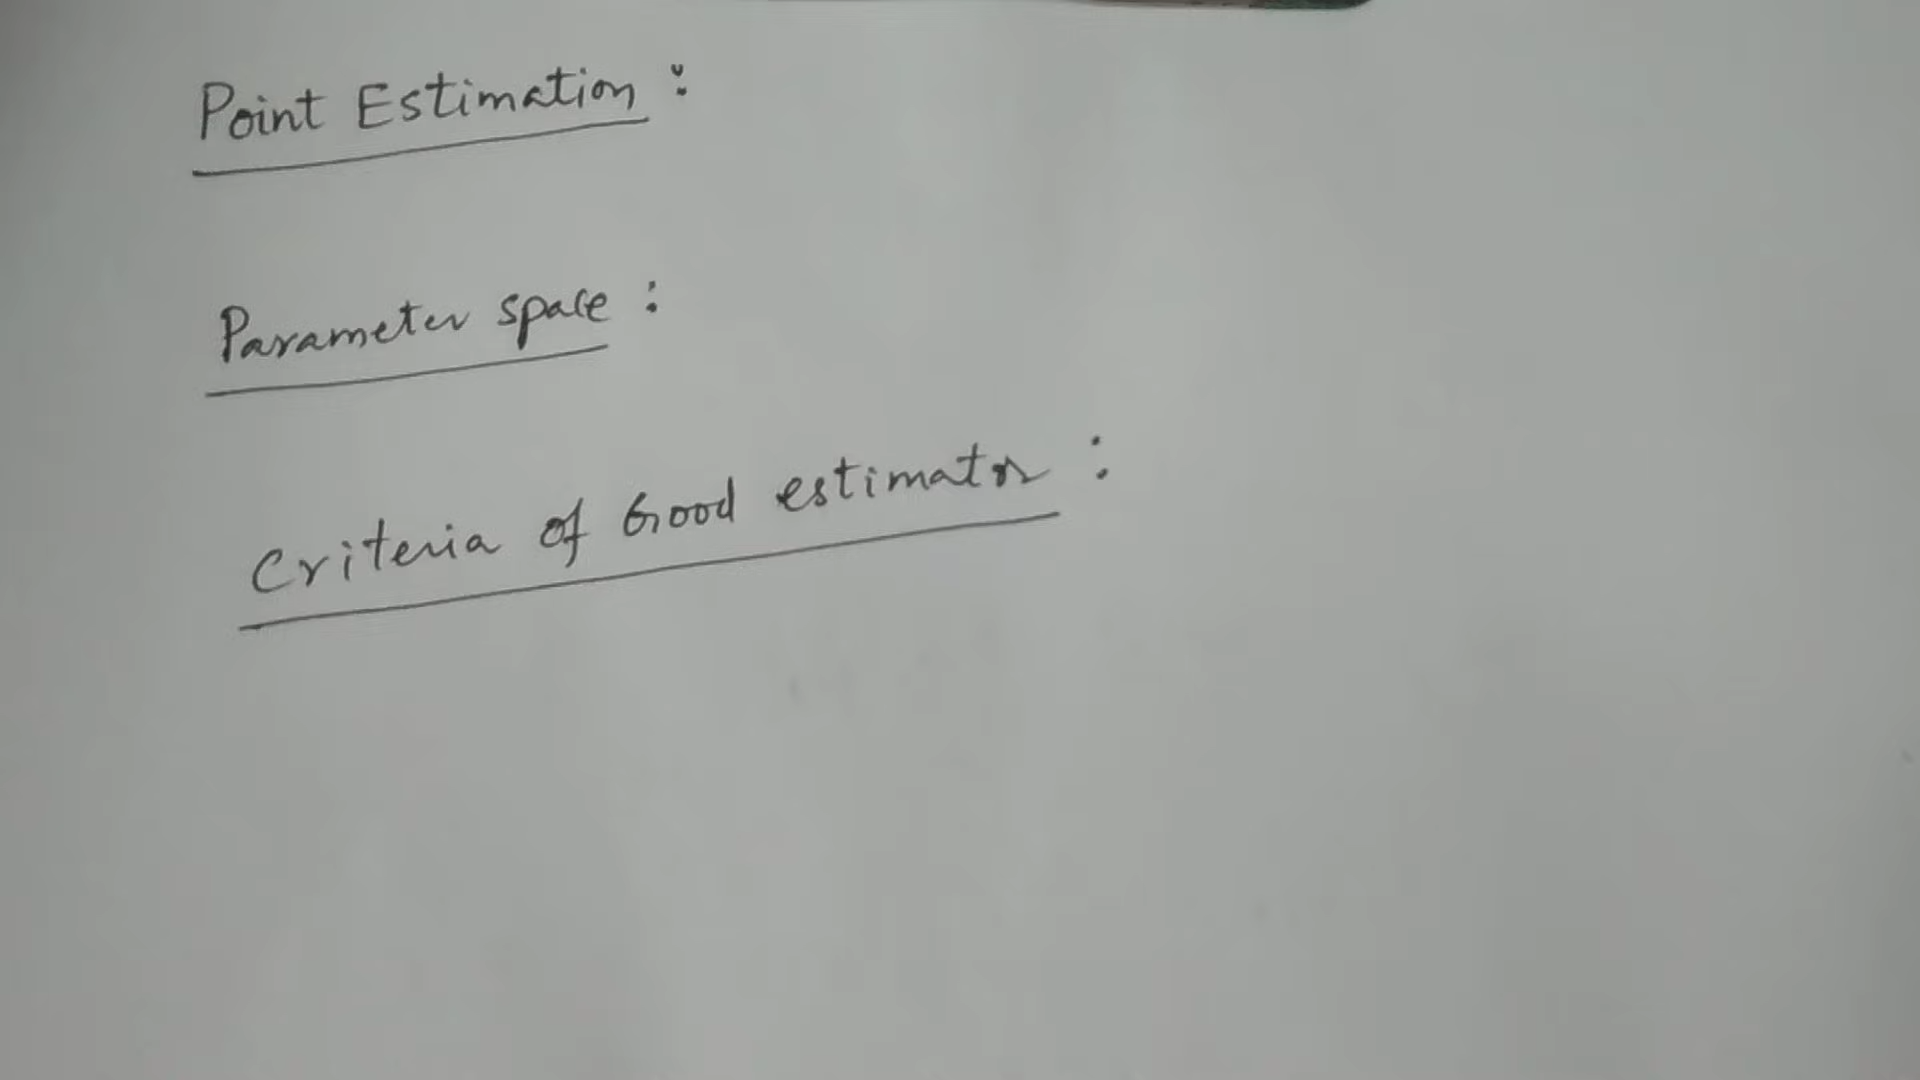 Point Estimation :
Parameter space :
Criteria of Good estimator :